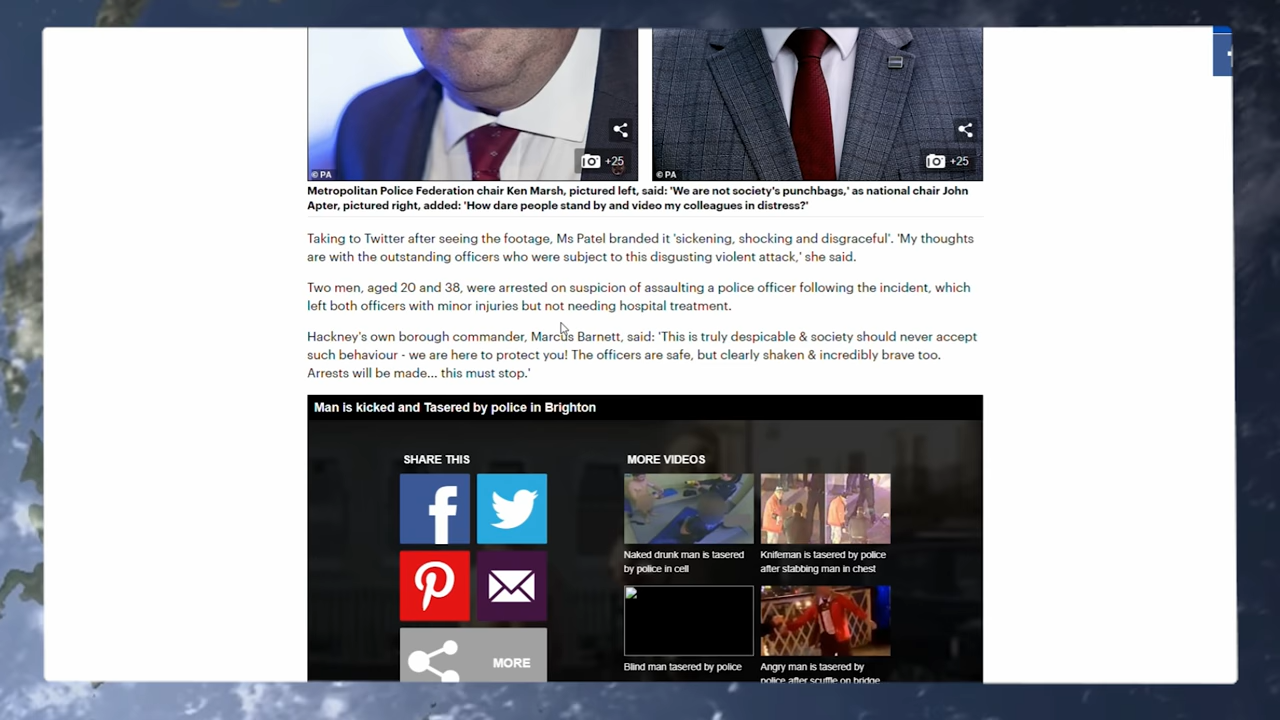 +25
+25
© PA
© PA
Metropolitan Police Federation chair Ken Marsh, pictured left, said: 'We are not society's punchbags,' as national chair John
Apter, pictured right, added: 'How dare people stand by and video my colleagues in distress?'
Taking to Twitter after seeing the footage, Ms Patel branded it 'sickening, shocking and disgraceful'. 'My thoughts
are with the outstanding officers who were subject to this disgusting violent attack,' she said.
Two men, aged 20 and 38, were arrested on suspicion of assaulting a police officer following the incident, which
left both officers with minor injuries but not needing hospital treatment.
Hackney's own borough commander, Marcus Barnett, said: 'This is truly despicable & society should never accept
such behaviour - we are here to protect you! The officers are safe, but clearly shaken & incredibly brave too.
Arrests will be made... this must stop.'
Man is kicked and Tasered by police in Brighton
SHARE THIS
MORE VIDEOS
Naked drunk man is tasered
by police in cell
Knifeman is tasered by police
after stabbing man in chest
Blind man tasered by police
Angry man is tasered by
police after scuffle on bridge
MORE